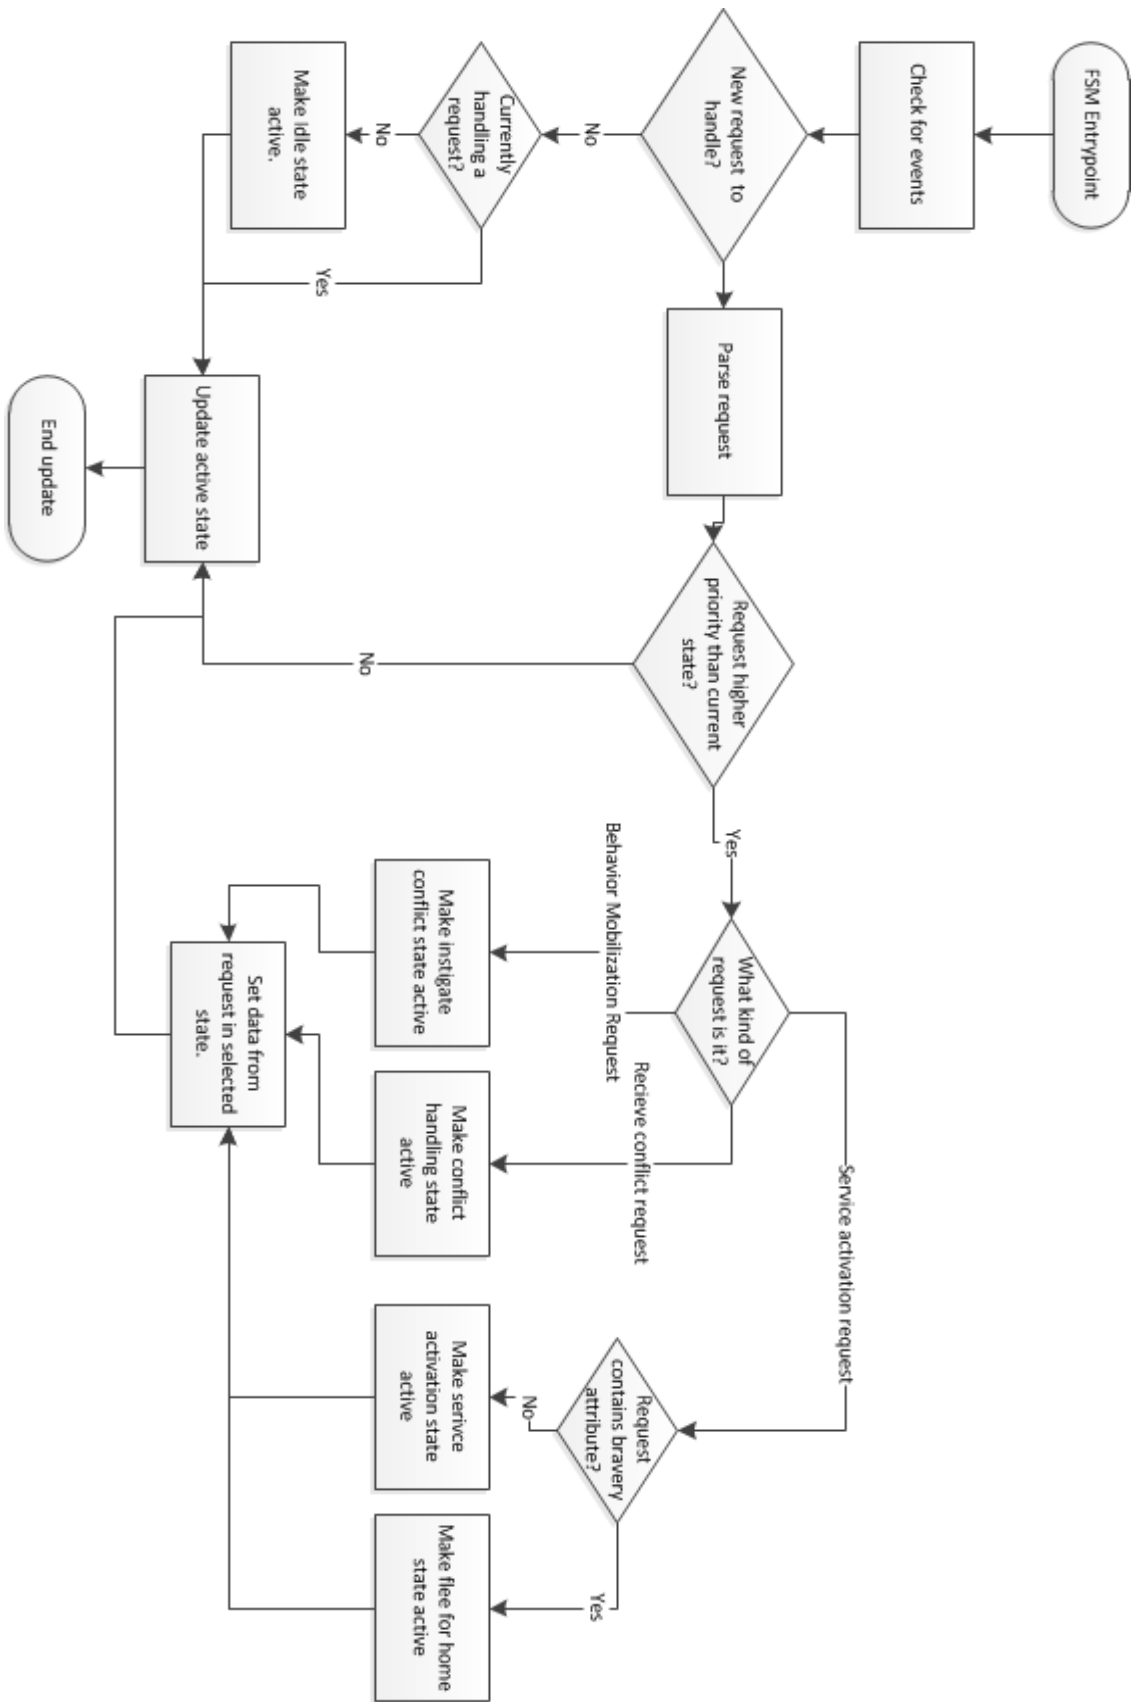 FSM Entrypoint
Check for events
New request to
handle?
No
Currently
handling a
request?
No
Make Idle state
active.
Yes
Parse request
Request higher
priority than current
state?
No
Update active state
End update
Yes
What kind of
request is it?
Behavior Mobilization Request
Recieve conflict request
Service activation request
Make instigate
conflict state active
Make conflict
handling state
active
Request
contains bravery
attribute?
No
Yes
Make serivce
activation state
active
Make flee for home
state active
Set data from
request in selected
state.